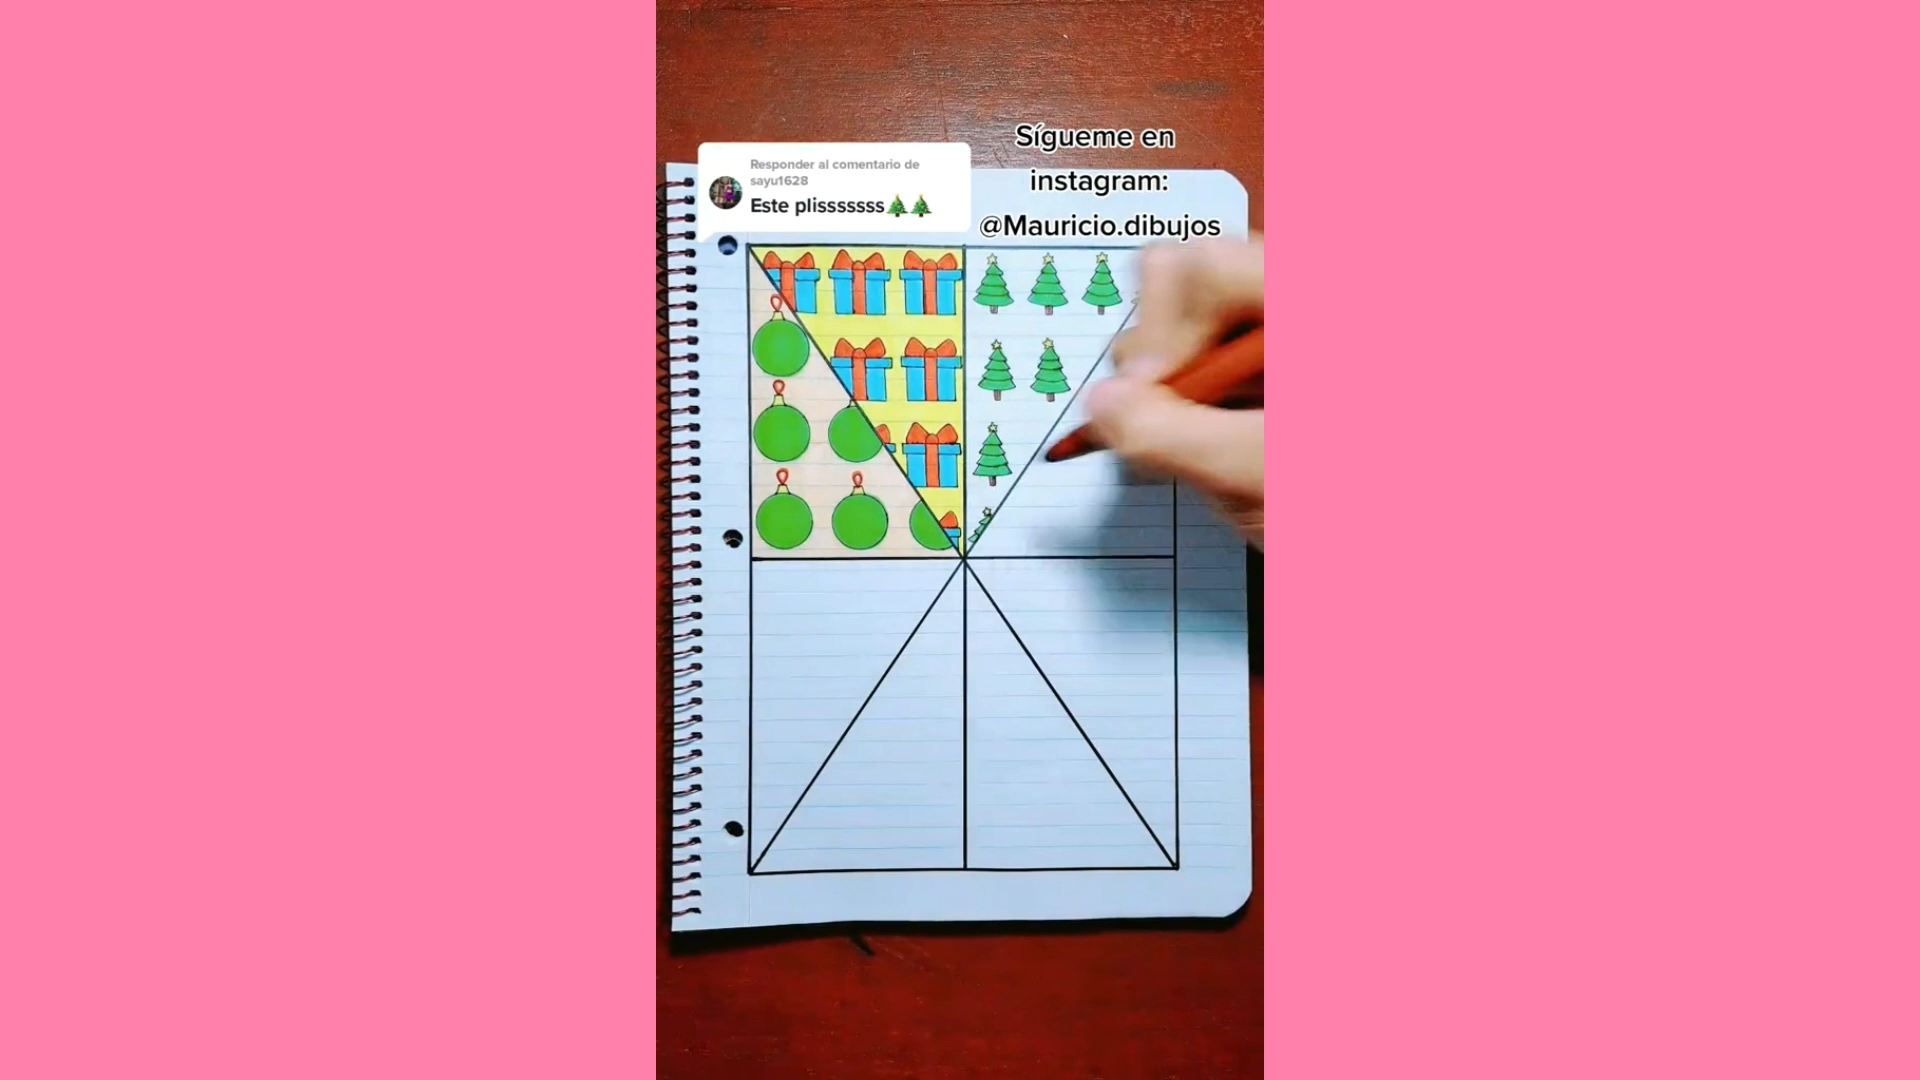 Responder al comentario de
sayu1628
Este plisssssss🎄🎄
Sígueme en
instagram:
@Mauricio.dibujos